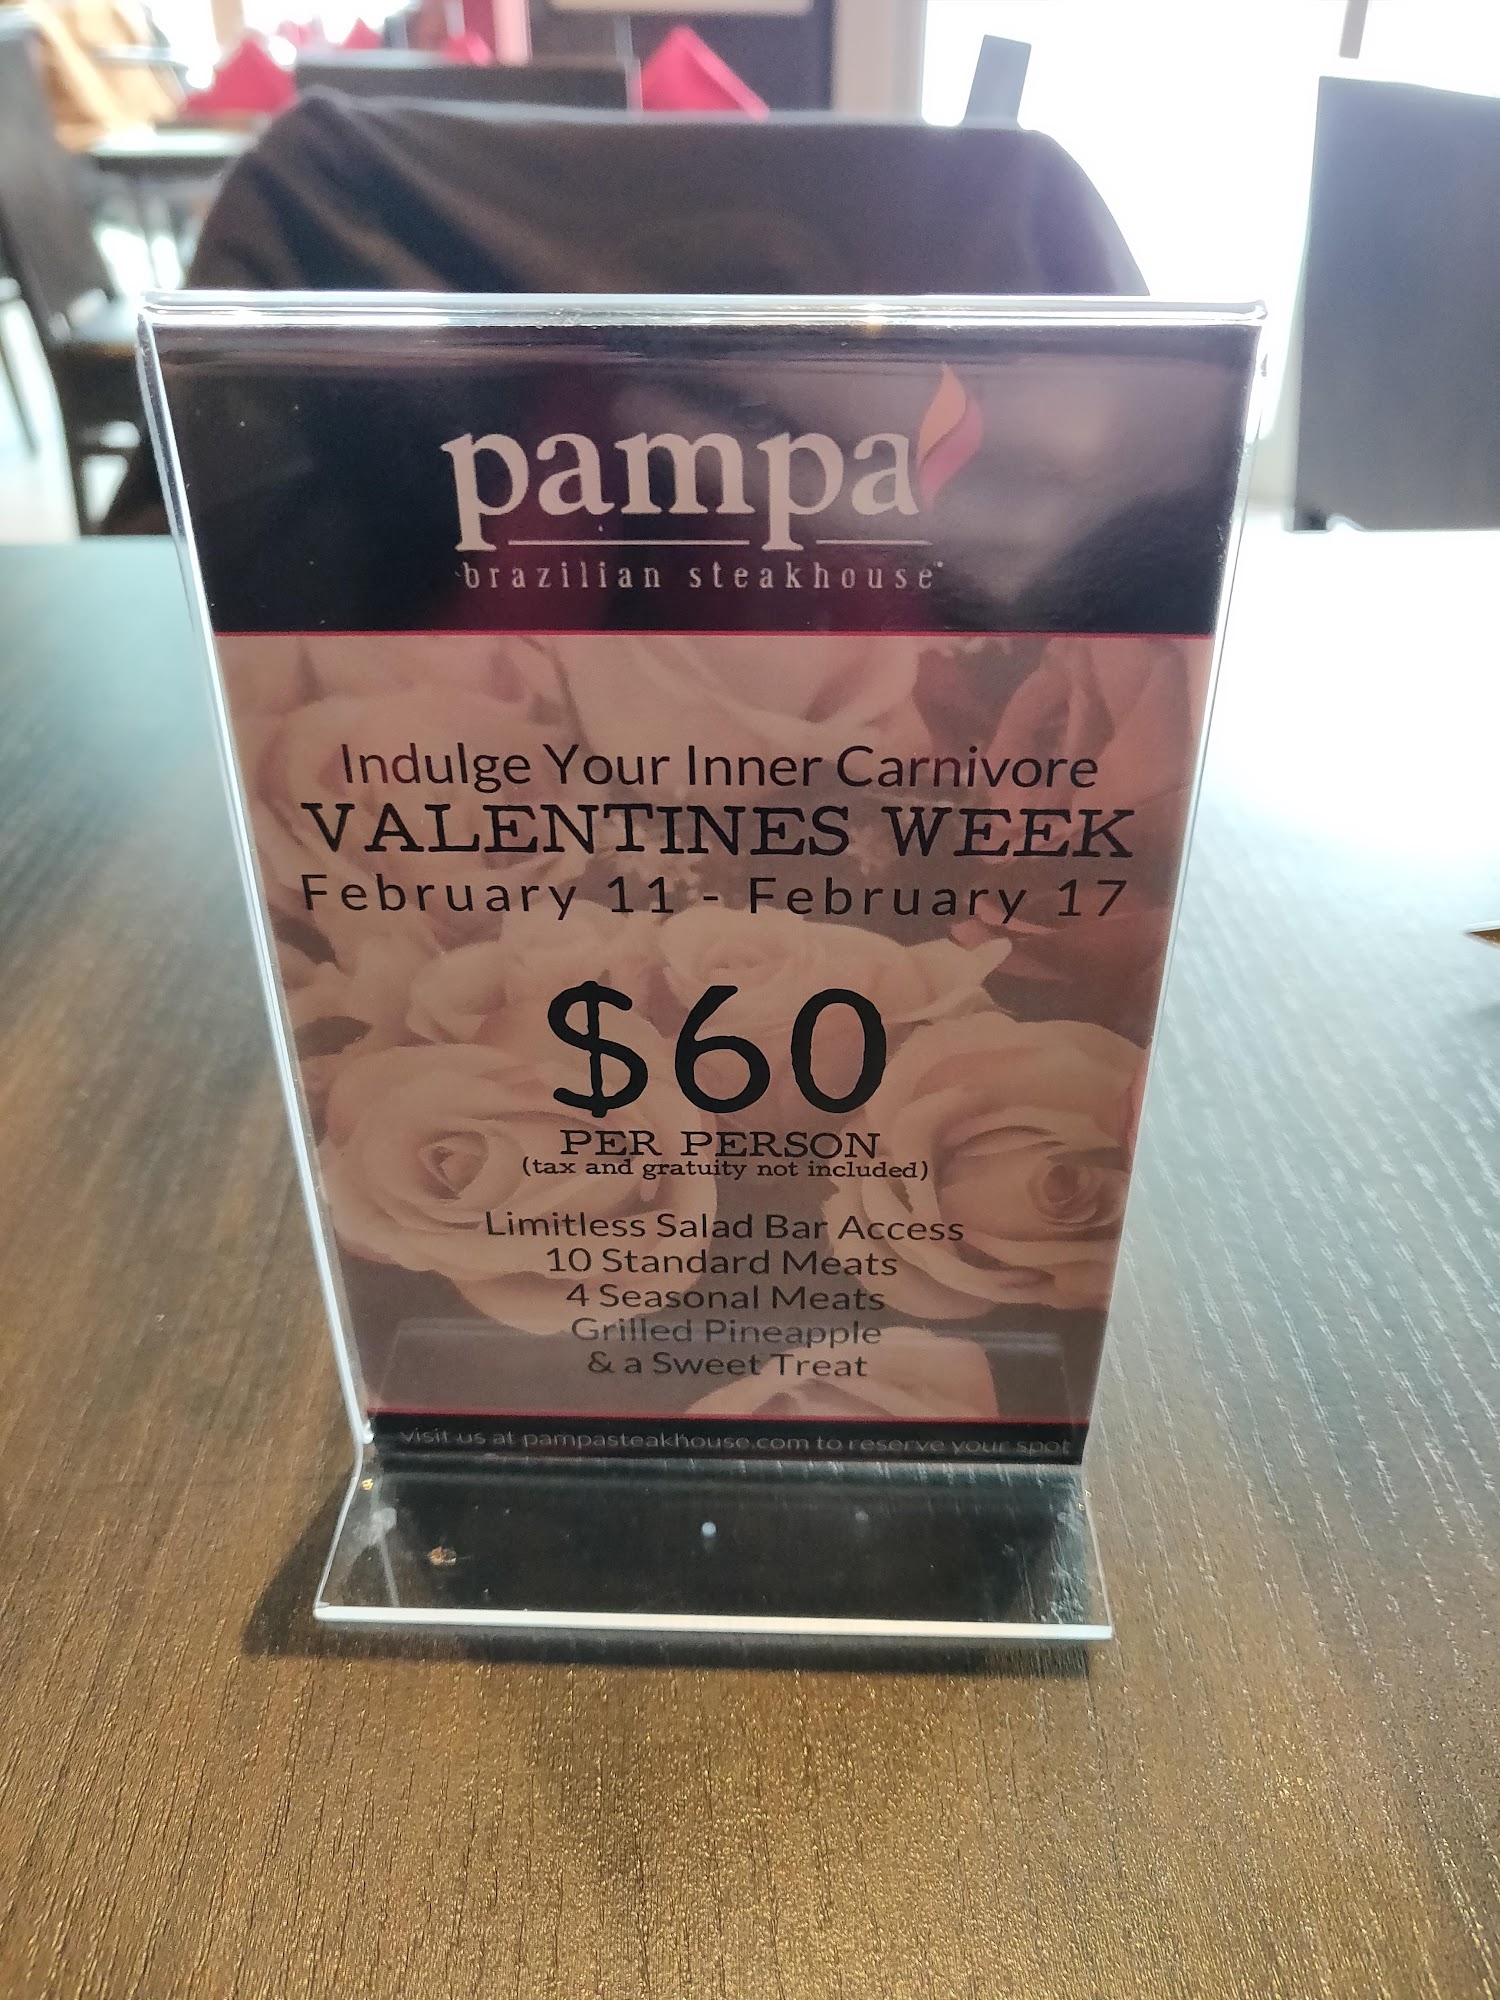 pampa
brazilian steakhouse
Indulge Your Inner Carnivore
VALENTINES WEEK
February 11 - February 17
$60
PER PERSON
(tax and gratuity not included)
Limitless Salad Bar Access
10 Standard Meats
4 Seasonal Meats
Grilled Pineapple
& a Sweet Treat
visit us at pampasteakhouse.com to reserve your spot